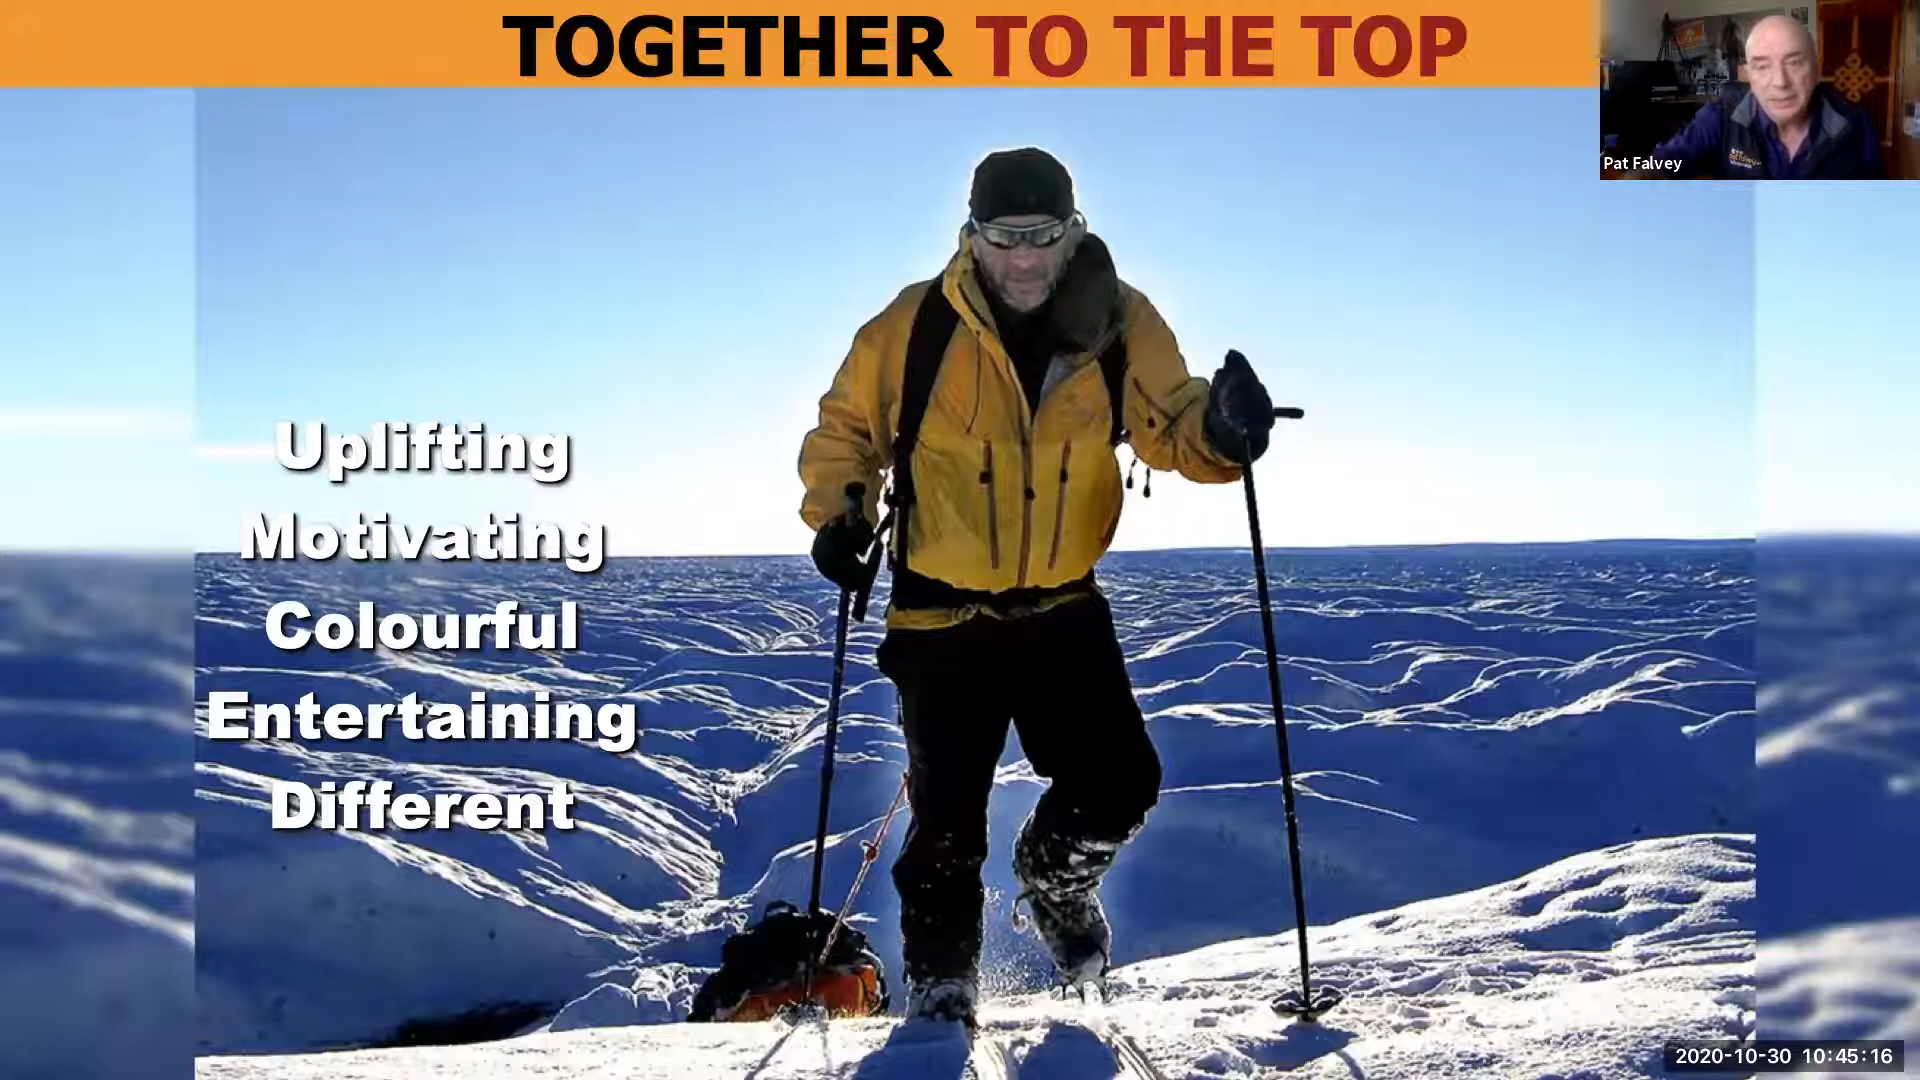 TOGETHER TO THE TOP
Pat Falvey
Uplifting
Motivating
Colourful
Entertaining
Different
2020-10-30 10:45:16